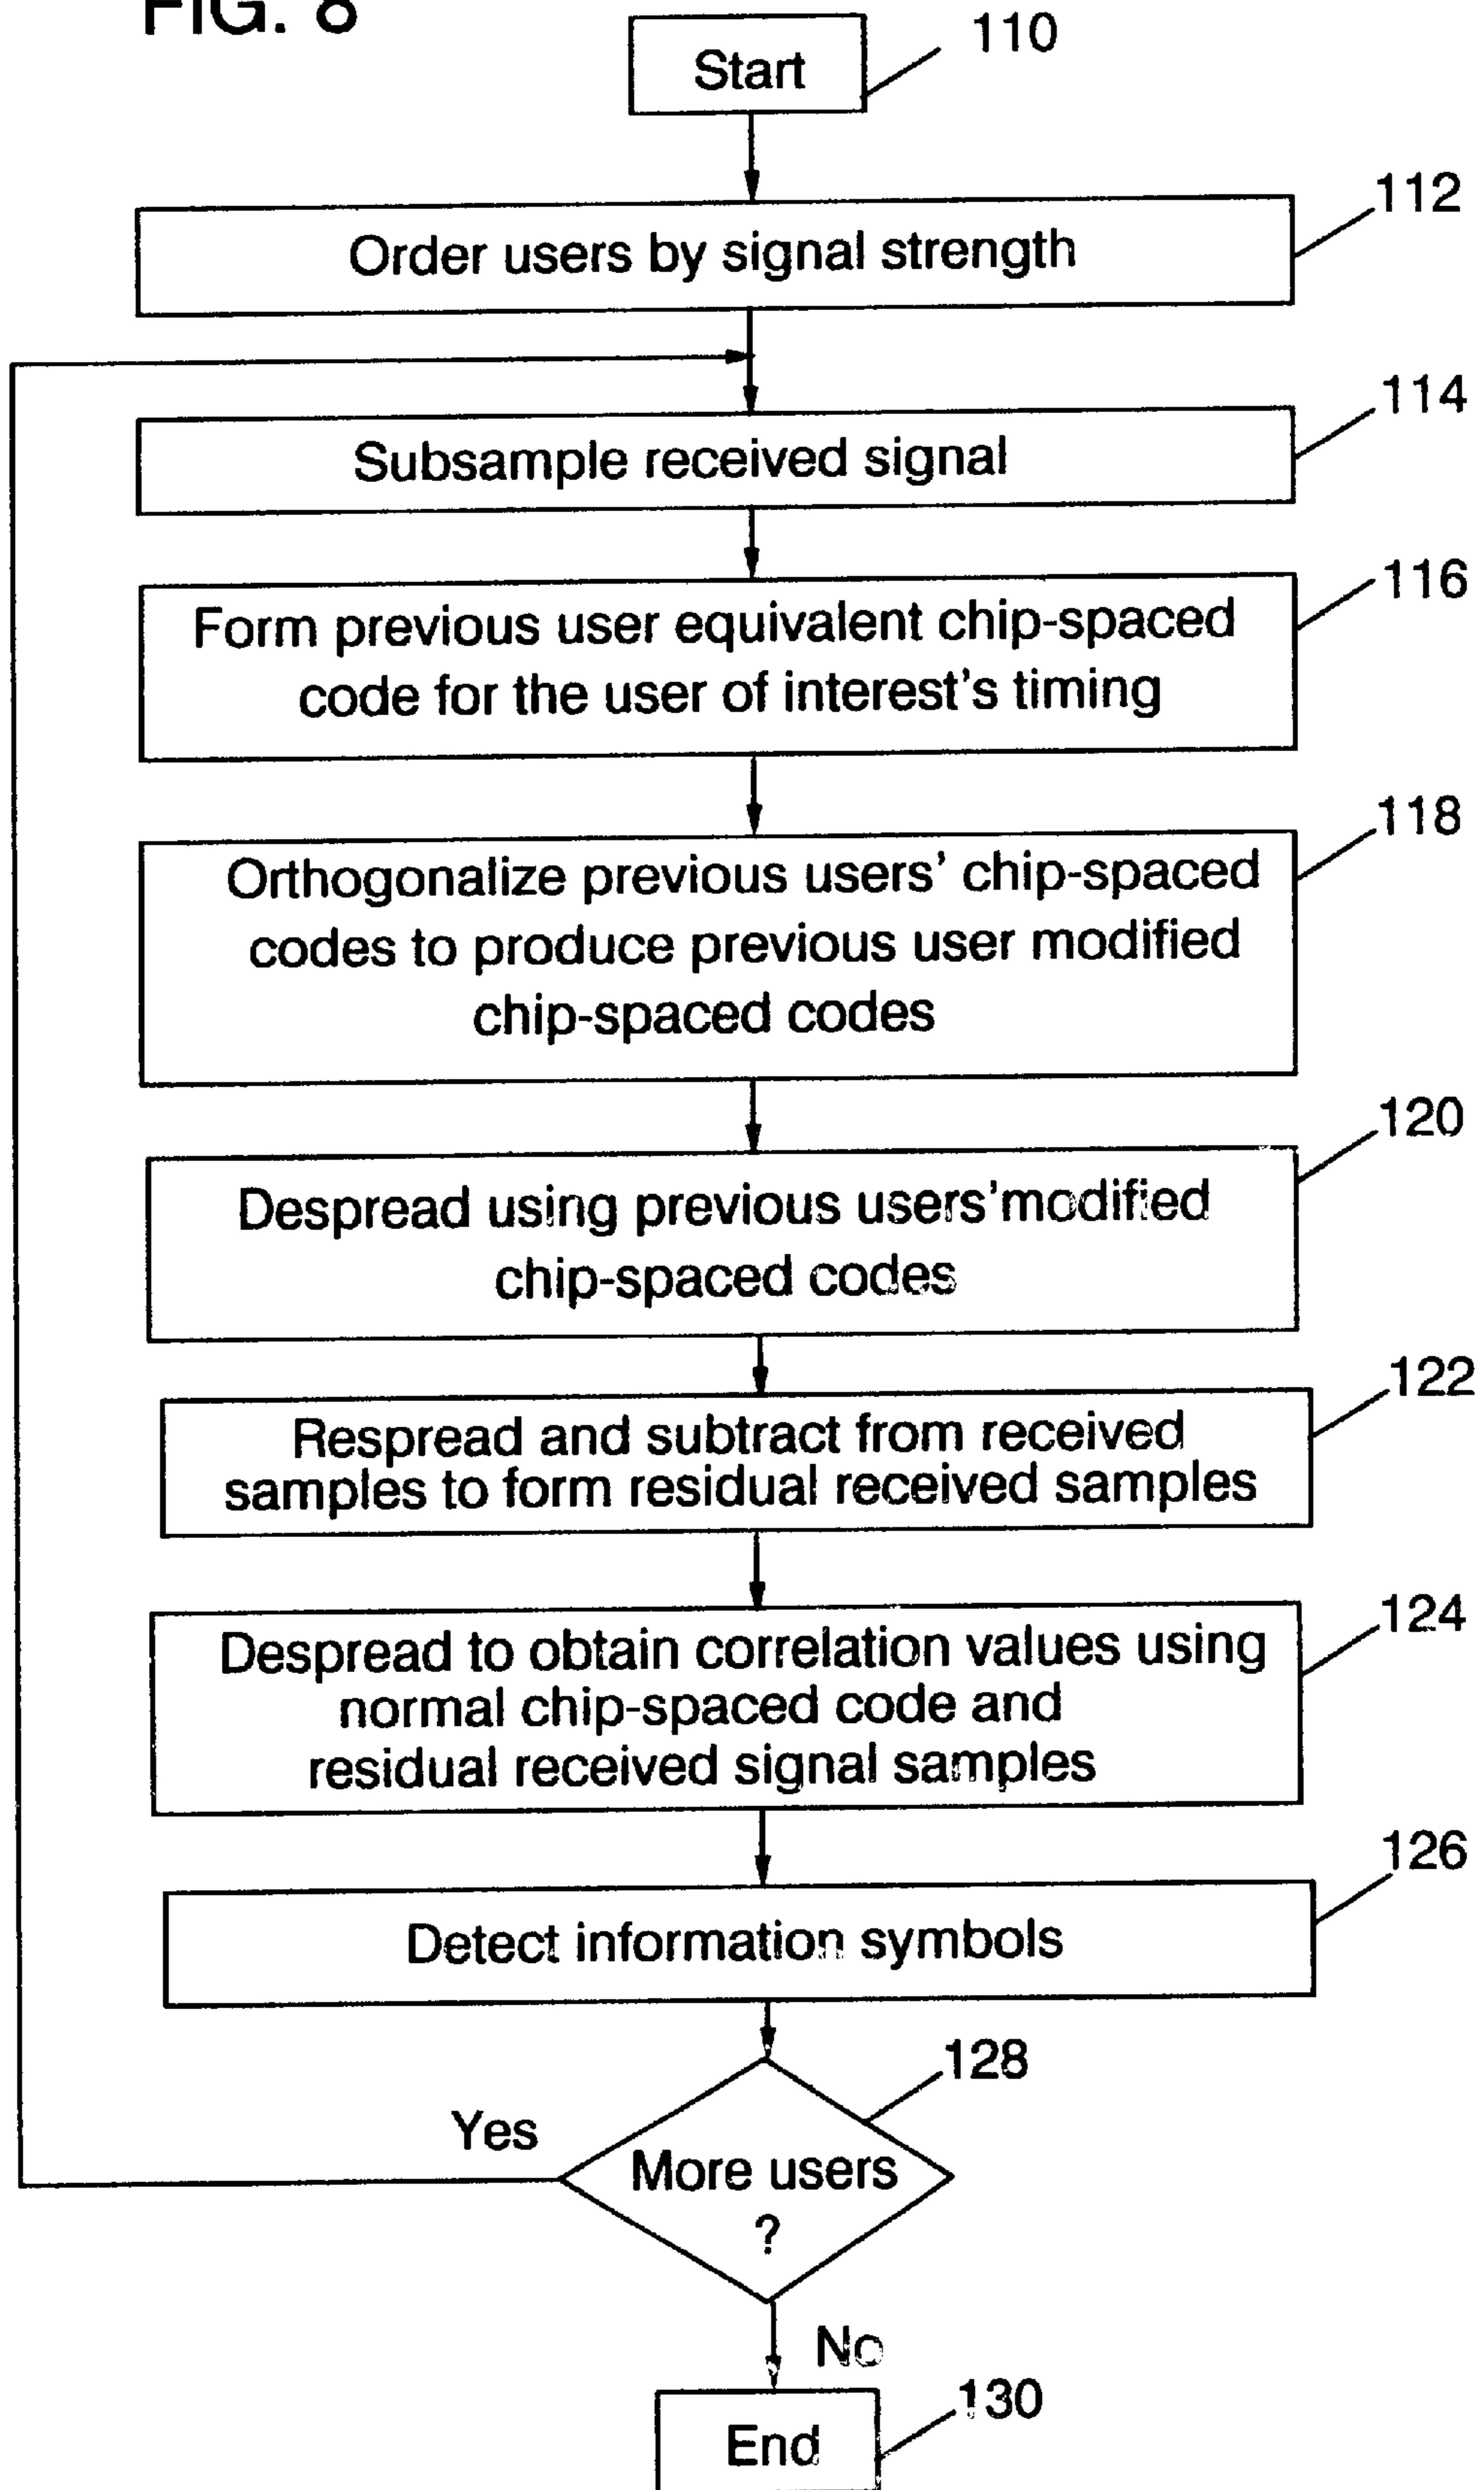 FIG. 8
Start
110
Order users by signal strength
112
Subsample received signal
114
Form previous user equivalent chip-spaced
code for the user of interest's timing
116
Orthogonalize previous users' chip-spaced
codes to produce previous user modified
chip-spaced codes
118
Despread using previous users'modified
chip-spaced codes
120
Respread and subtract from received
samples to form residual received samples
122
Despread to obtain correlation values using
normal chip-spaced code and
residual received signal samples
124
Detect information symbols
126
More users
?
128
Yes
No
End
130